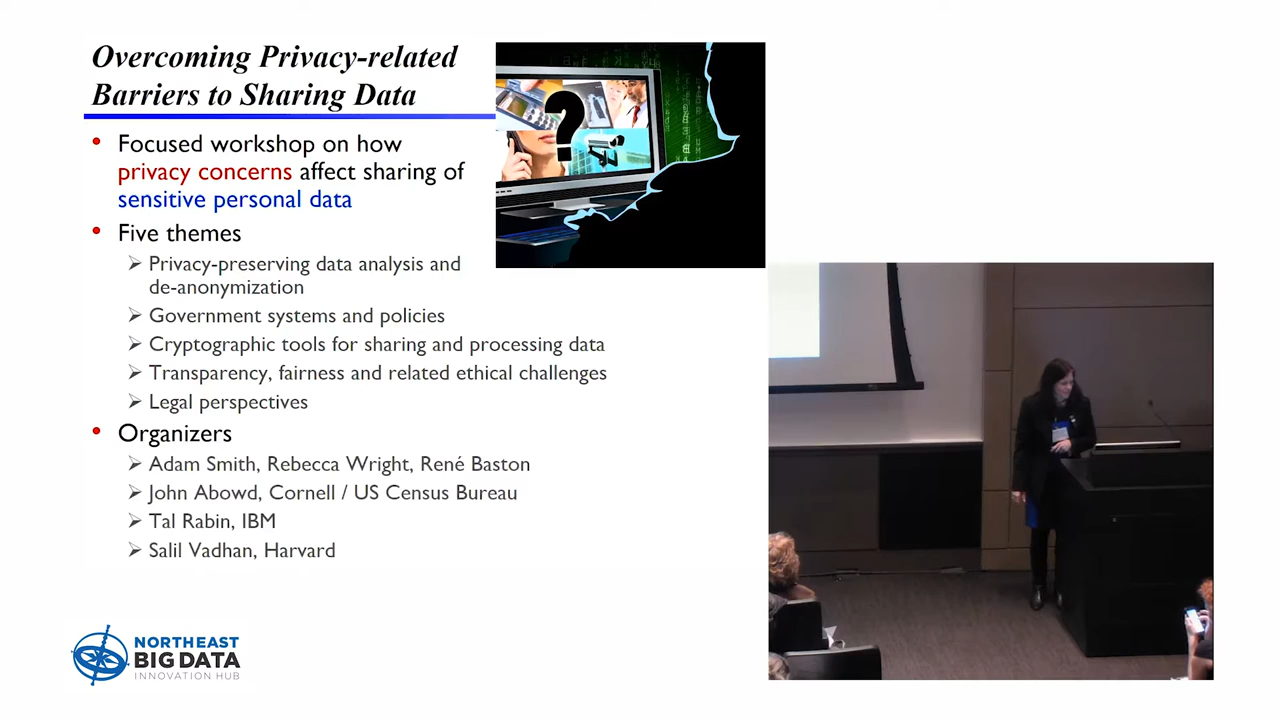 Overcoming Privacy-related
Barriers to Sharing Data
• Focused workshop on how
privacy concerns affect sharing of
sensitive personal data
• Five themes
➢ Privacy-preserving data analysis and
de-anonymization
➢ Government systems and policies
➢ Cryptographic tools for sharing and processing data
➢ Transparency, fairness and related ethical challenges
➢ Legal perspectives
• Organizers
➢ Adam Smith, Rebecca Wright, René Baston
➢ John Abowd, Cornell / US Census Bureau
➢ Tal Rabin, IBM
➢ Salil Vadhan, Harvard
?
NORTHEAST
BIG DATA
INNOVATION HUB